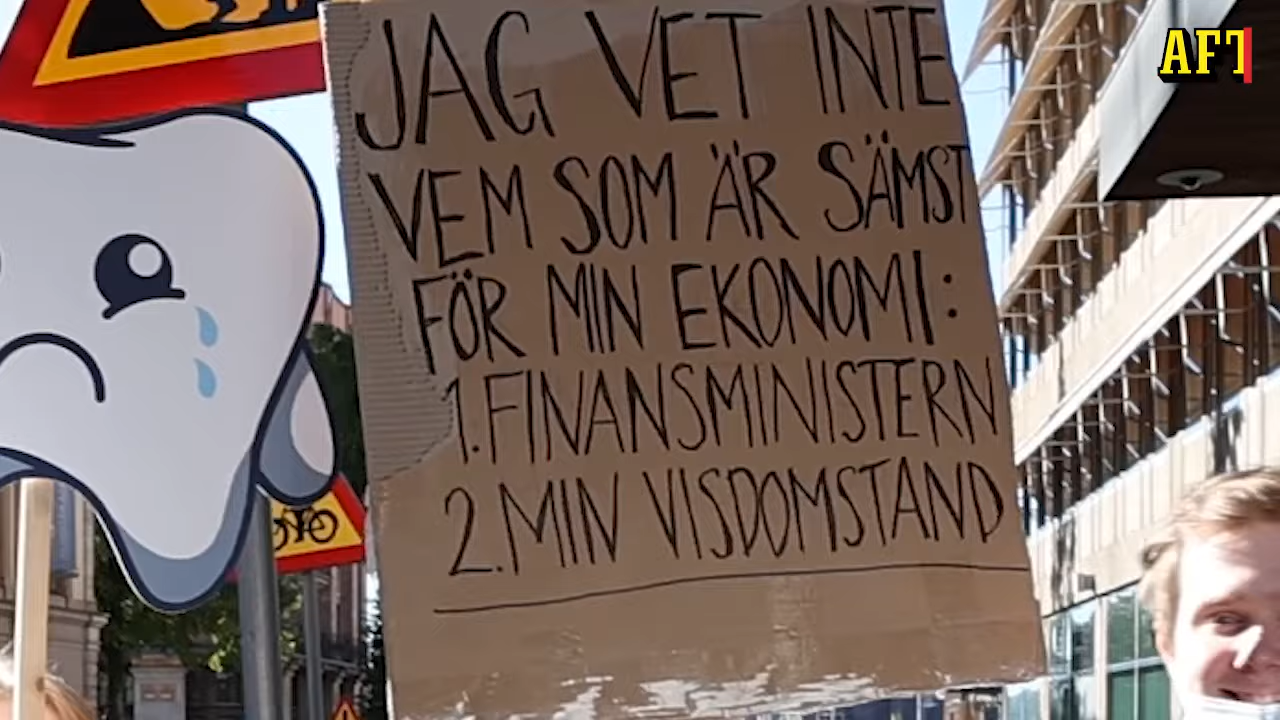 JAG VET INTE
VEM SOM ÄR SÄMST
FÖR MIN EKONOMI:
1. FINANSMINISTERN
2. MIN VISDOMSTAND
AFT